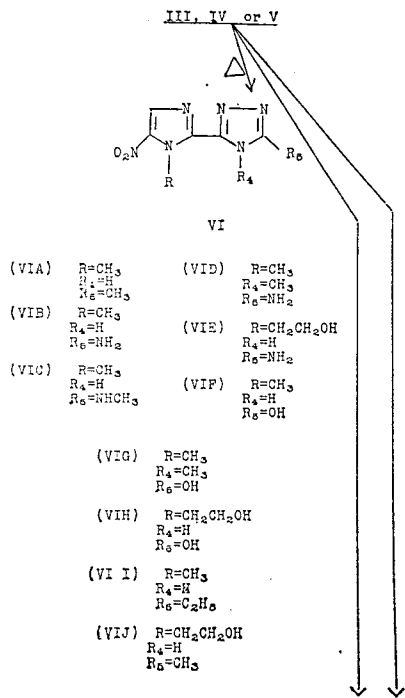 III, IV or V
△
N N—N
O₂N N N R₅
R R₄
VI
(VIA) R=CH₃ (VID) R=CH₃
R₄=H R₄=CH₃
R₅=CH₃ R₅=NH₂
(VIB) R=CH₃ (VIE) R=CH₂CH₂OH
R₄=H R₄=H
R₅=NH₂ R₅=NH₂
(VIC) R=CH₃ (VIF) R=CH₃
R₄=H R₄=H
R₅=NHCH₃ R₅=OH
(VIG) R=CH₃
R₄=CH₃
R₅=OH
(VIH) R=CH₂CH₂OH
R₄=H
R₅=OH
(VI I) R=CH₃
R₄=H
R₅=C₂H₅
(VIJ) R=CH₂CH₂OH
R₄=H
R₅=CH₃